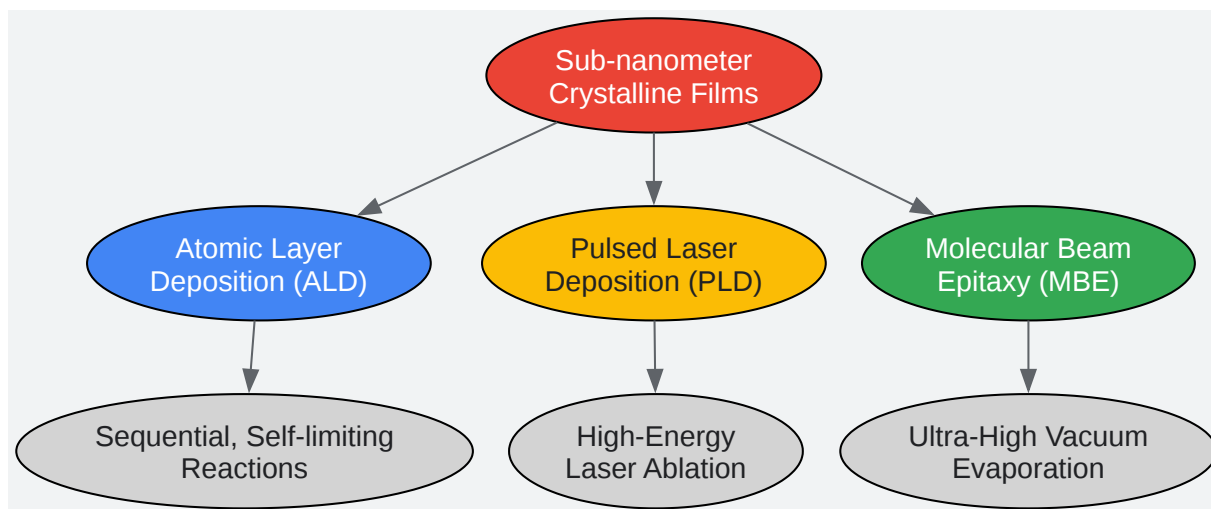 Sub-nanometer
Crystalline Films
Atomic Layer
Deposition (ALD)
Pulsed Laser
Deposition (PLD)
Molecular Beam
Epitaxy (MBE)
Sequential, Self-limiting
Reactions
High-Energy
Laser Ablation
Ultra-High Vacuum
Evaporation